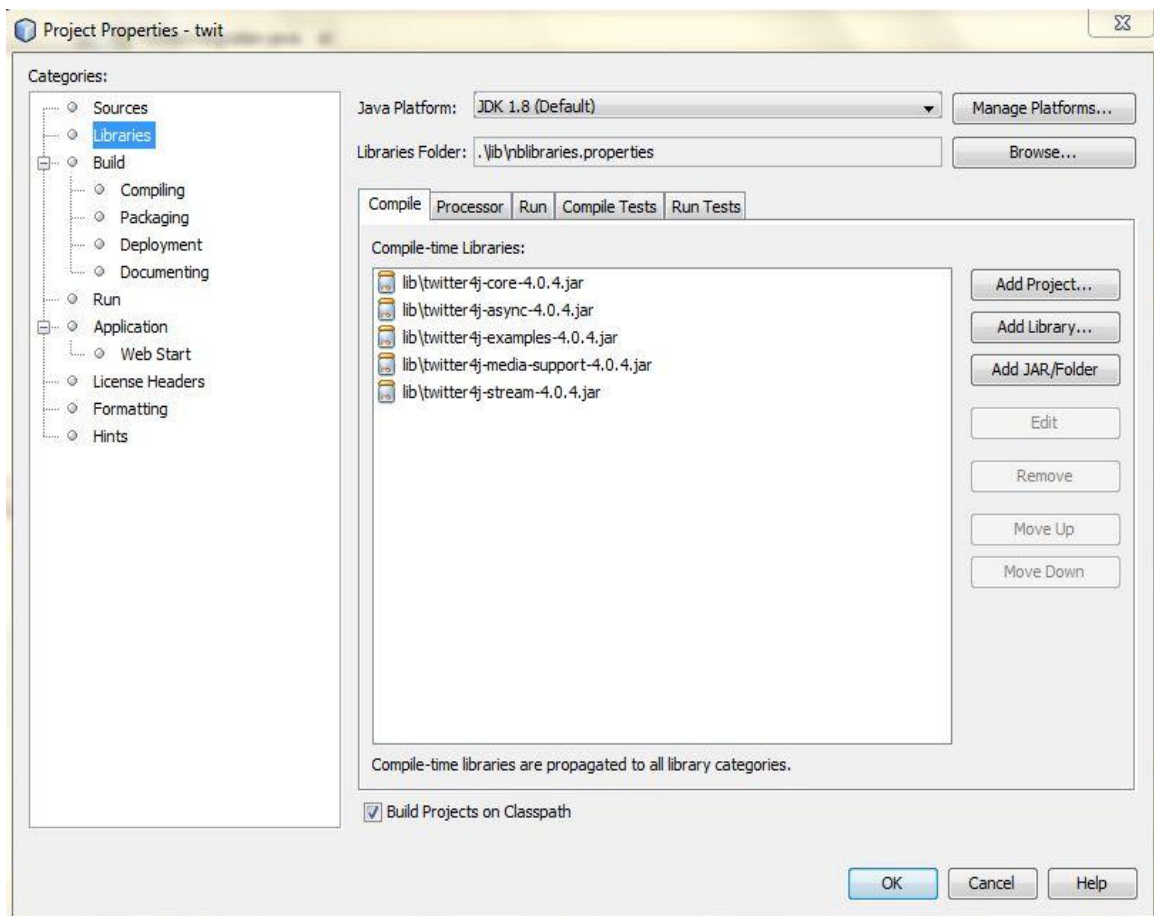 Project Properties - twit
Categories:
Sources
Libraries
Build
Compiling
Packaging
Deployment
Documenting
Run
Application
Web Start
License Headers
Formatting
Hints
Java Platform: JDK 1.8 (Default) Manage Platforms...
Libraries Folder: .\lib\nblibraries.properties Browse...
Compile Processor Run Compile Tests Run Tests
Compile-time Libraries:
lib\twitter4j-core-4.0.4.jar
lib\twitter4j-async-4.0.4.jar
lib\twitter4j-examples-4.0.4.jar
lib\twitter4j-media-support-4.0.4.jar
lib\twitter4j-stream-4.0.4.jar
Add Project...
Add Library...
Add JAR/Folder
Edit
Remove
Move Up
Move Down
Compile-time libraries are propagated to all library categories.
Build Projects on Classpath
OK Cancel Help